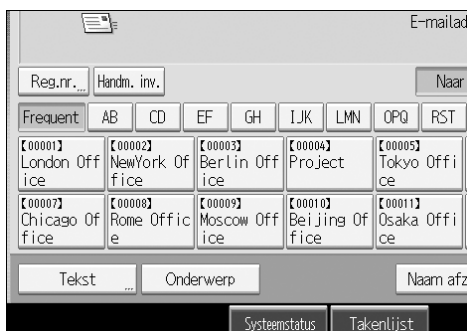 E-mailad
Reg.nr. ... Handm. inv. Naar
Frequent AB CD EF GH IJK LMN OPQ RST
【00001】 【00002】 【00003】 【00004】 【00005】
London Off NewYork Of Berlin Off Project Tokyo Offi
ice fice ice ce
【00007】 【00008】 【00009】 【00010】 【00011】
Chicago Of Rome Offic Moscow Off Beijing Of Osaka Offi
fice e ice fice ce
Tekst ... Onderwerp Naam afz
Systeemstatus Takenlijst